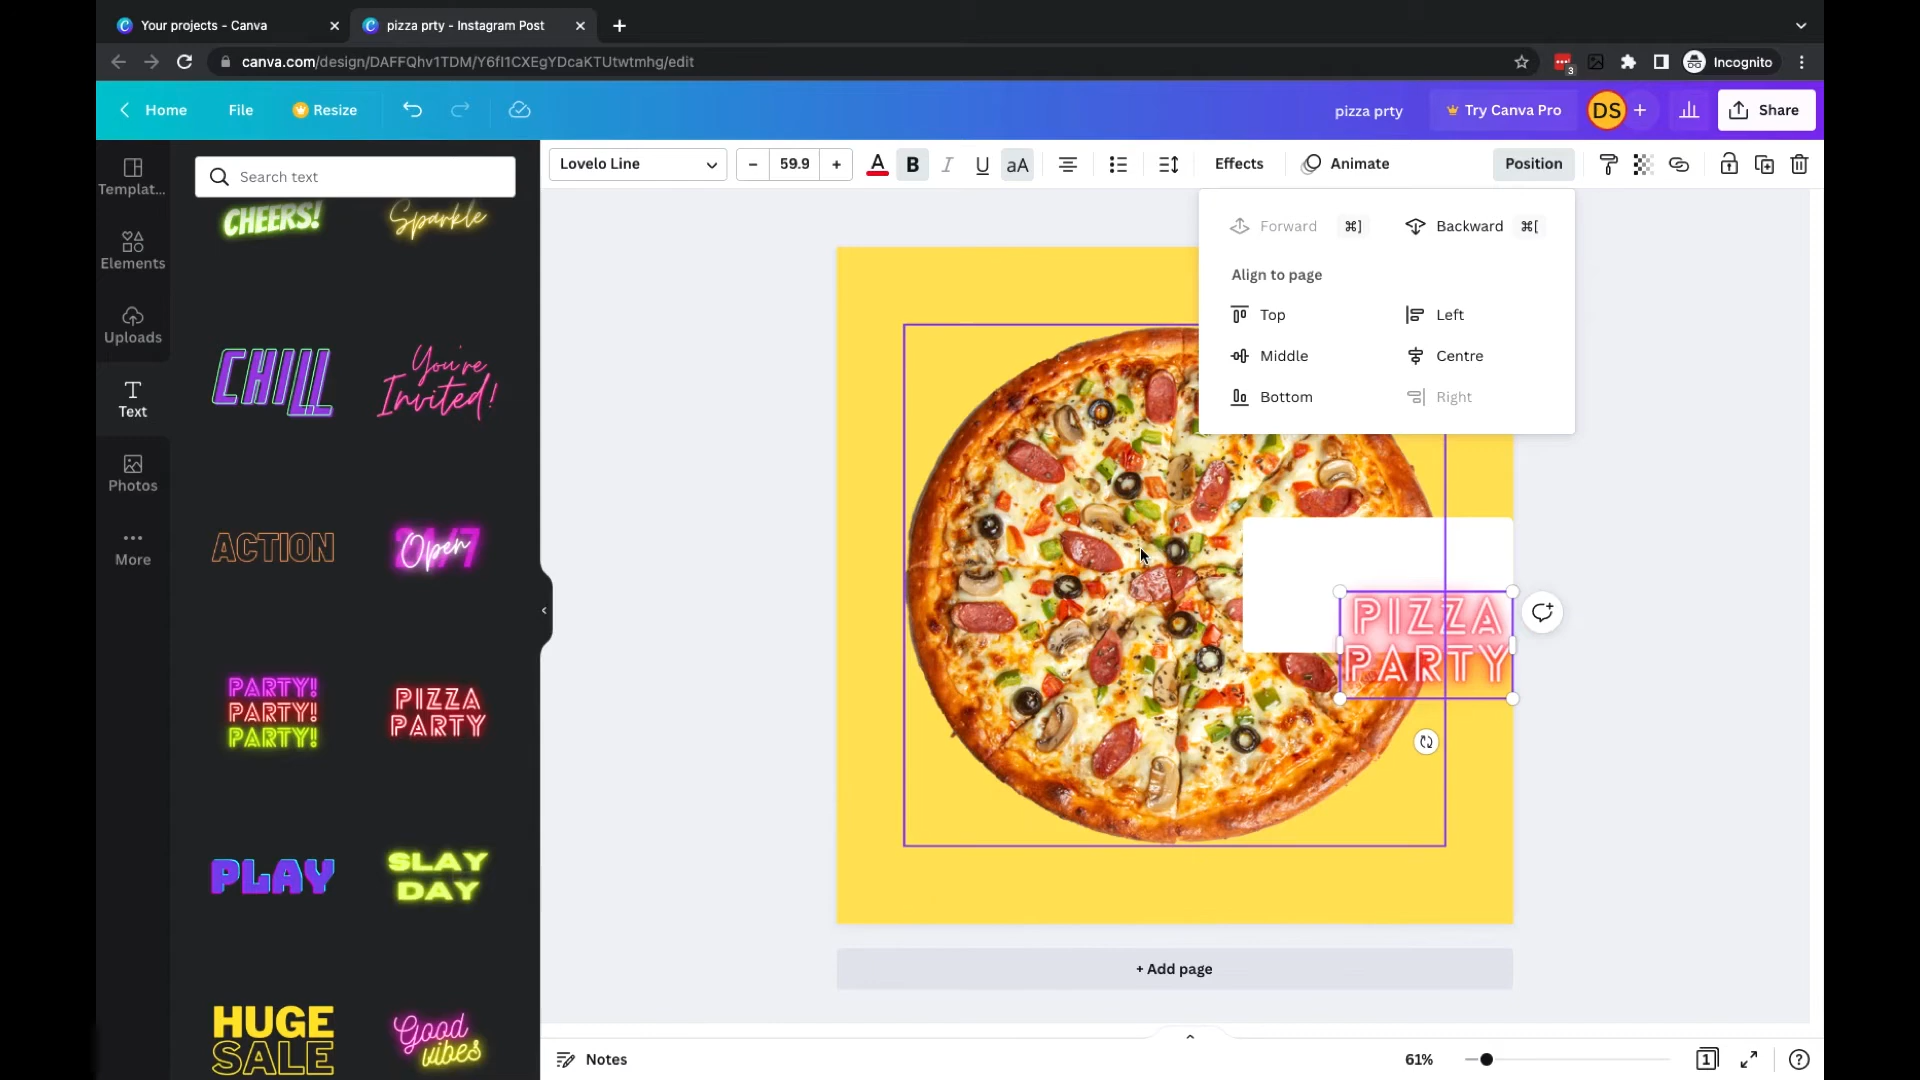 Your projects - Canva
pizza prty - Instagram Post
canva.com/design/DAFFQhv1TDM/Y6fI1CXEgYDcaKTUtwtmhg/edit
3
Incognito
Home
File
Resize
pizza prty
Try Canva Pro
DS
+
Share
Templat...
Elements
Uploads
Text
Photos
More
Search text
Lovelo Line
–
59.9
+
A
B
I
U
aA
Effects
Animate
Position
Forward
⌘]
Backward
⌘[
Align to page
Top
Left
Middle
Centre
Bottom
Right
CHEERS!
Sparkle
CHILL
You're
Invited!
ACTION
Open
24/7
PARTY!
PARTY!
PARTY!
PIZZA
PARTY
PLAY
SLAY
DAY
HUGE
SALE
Good
vibes
PIZZA
PARTY
+ Add page
Notes
61%
1
?